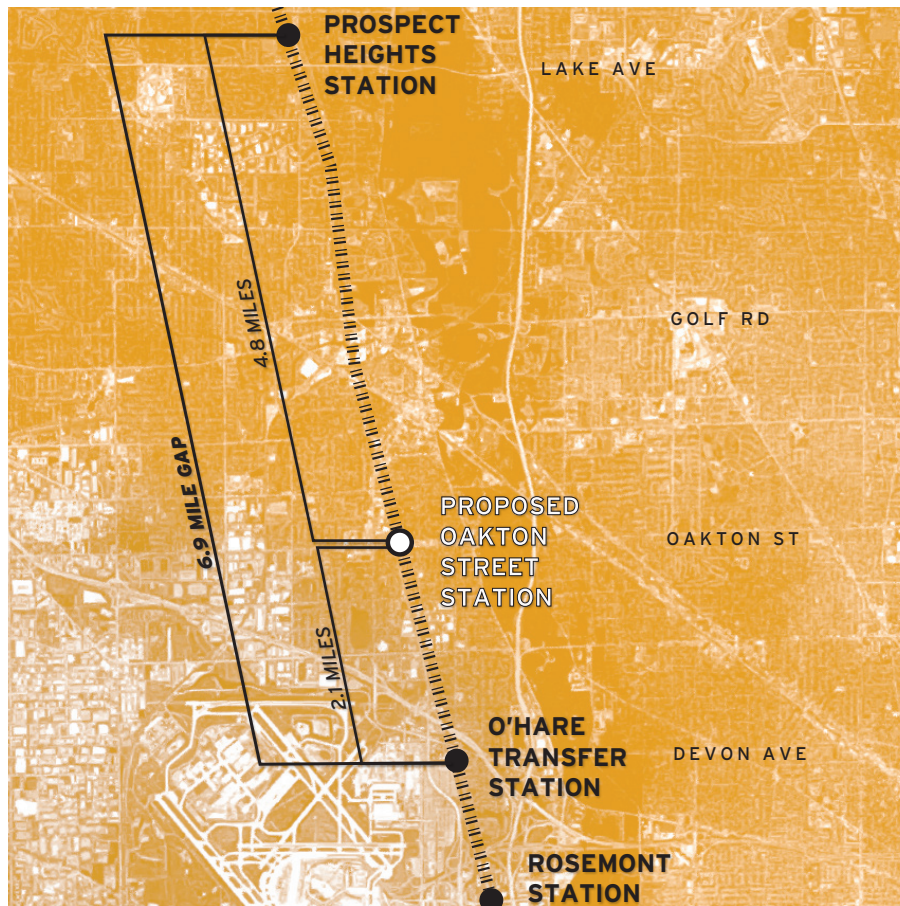 PROSPECT
HEIGHTS
STATION
LAKE AVE
GOLF RD
4.8 MILES
6.9 MILE GAP
PROPOSED
OAKTON
STREET
STATION
OAKTON ST
2.1 MILES
O'HARE
TRANSFER
STATION
DEVON AVE
ROSEMONT
STATION